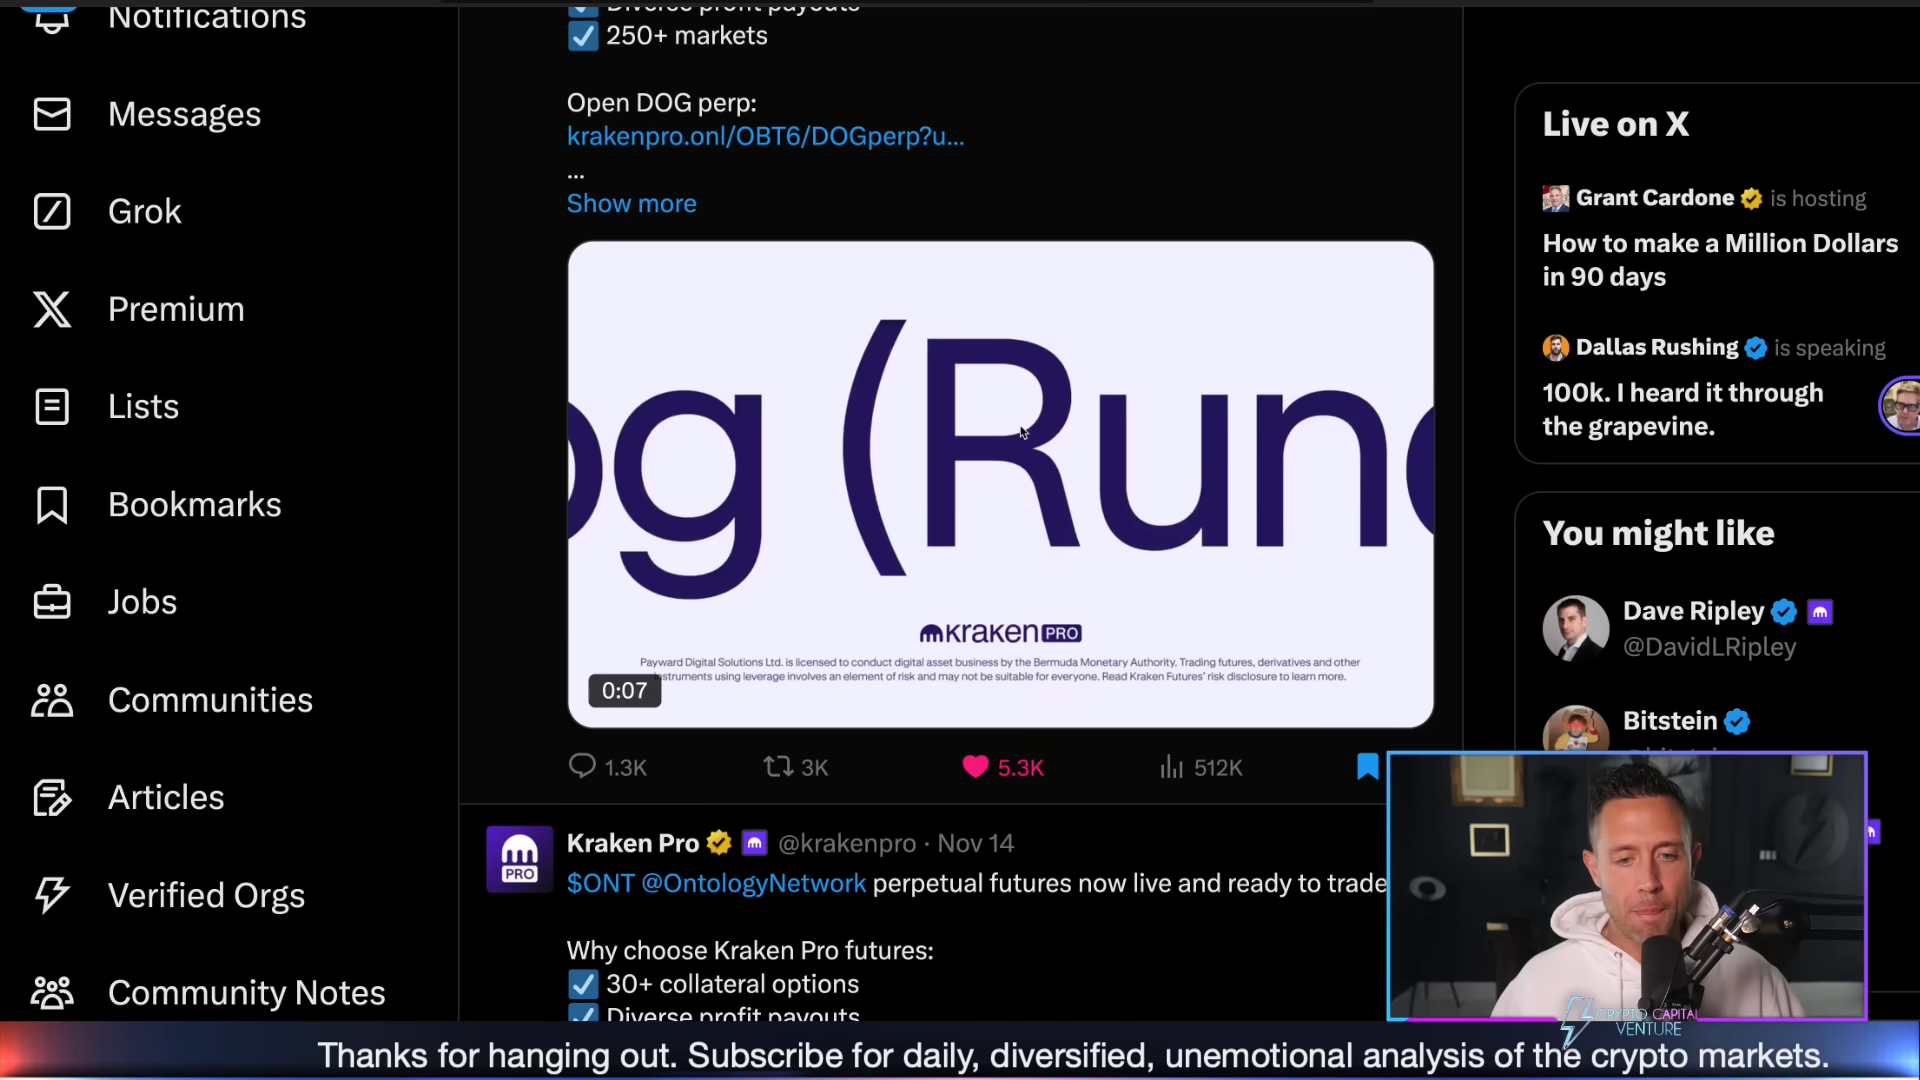 Notifications
Messages
Grok
Premium
Lists
Bookmarks
Jobs
Communities
Articles
Verified Orgs
Community Notes
Diverse profit payouts
250+ markets
Open DOG perp:
krakenpro.onl/OBT6/DOGperp?u...
...
Show more
og (Rune
kraken PRO
Payward Digital Solutions Ltd. is licensed to conduct digital asset business by the Bermuda Monetary Authority. Trading futures, derivatives and other
instruments using leverage involves an element of risk and may not be suitable for everyone. Read Kraken Futures' risk disclosure to learn more.
0:07
1.3K 3K 5.3K 512K
PRO
Kraken Pro @krakenpro · Nov 14
$ONT @OntologyNetwork perpetual futures now live and ready to trade
Why choose Kraken Pro futures:
30+ collateral options
Diverse profit payouts
Live on X
Grant Cardone is hosting
How to make a Million Dollars
in 90 days
Dallas Rushing is speaking
100k. I heard it through
the grapevine.
You might like
Dave Ripley
@DavidLRipley
Bitstein
CRYPTO CAPITAL
VENTURE
Thanks for hanging out. Subscribe for daily, diversified, unemotional analysis of the crypto markets.